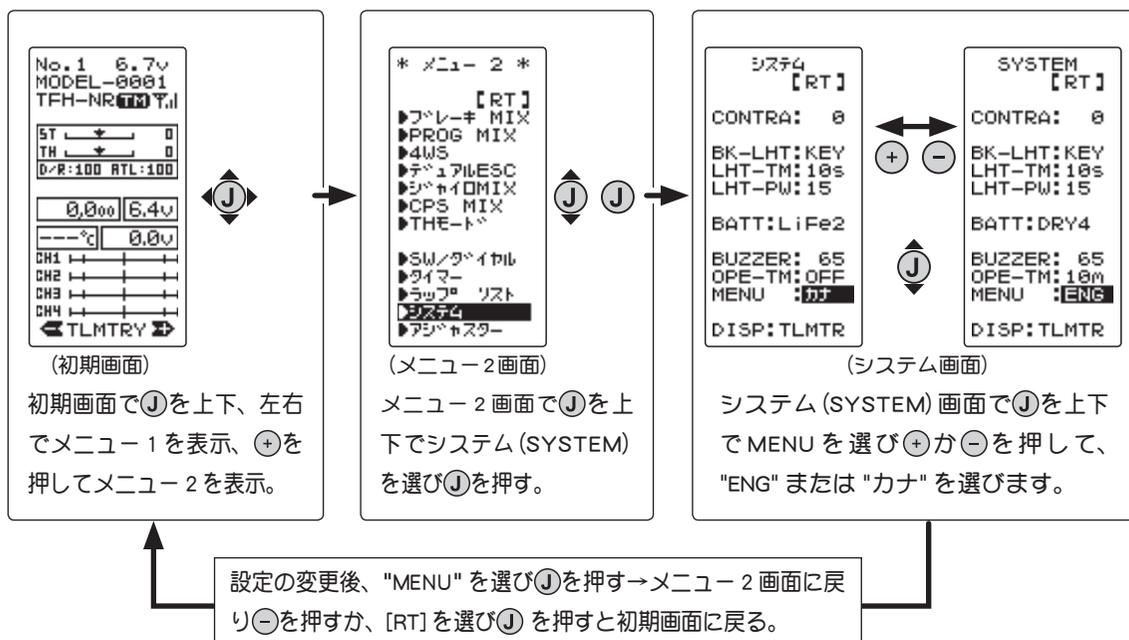 No.1 6.7v
MODEL-0001
TFH-NR TM
ST 0
TH 0
D/R:100 ATL:100
0,000 6.4v
---℃ 0.0v
CH1
CH2
CH3
CH4
TLMTRY
(初期画面)
初期画面でJを上下、左右
でメニュー 1 を表示、+を
押してメニュー 2 を表示。
J
* メニュー 2 *
[RT]
ブレーキ MIX
PROG MIX
4WS
デュアルESC
ジャイロMIX
CPS MIX
THモード
SW/ダイヤル
タイマー
ラップ リスト
システム
アジャスター
(メニュー2画面)
メニュー 2 画面でJを上
下でシステム (SYSTEM)
を選びJを押す。
J J
システム
[RT]
CONTRA: 0
BK-LHT:KEY
LHT-TM:10s
LHT-PW:15
BATT:LiFe2
BUZZER: 65
OPE-TM:OFF
MENU :カナ
DISP:TLMTR
+ -
J
SYSTEM
[RT]
CONTRA: 0
BK-LHT:KEY
LHT-TM:10s
LHT-PW:15
BATT:DRY4
BUZZER: 65
OPE-TM:10m
MENU :ENG
DISP:TLMTR
(システム画面)
システム (SYSTEM) 画面でJを上下
で MENU を選び+か-を押して、
"ENG" または "カナ" を選びます。
設定の変更後、"MENU" を選びJを押す→メニュー 2 画面に戻
り-を押すか、[RT] を選びJ を押すと初期画面に戻る。